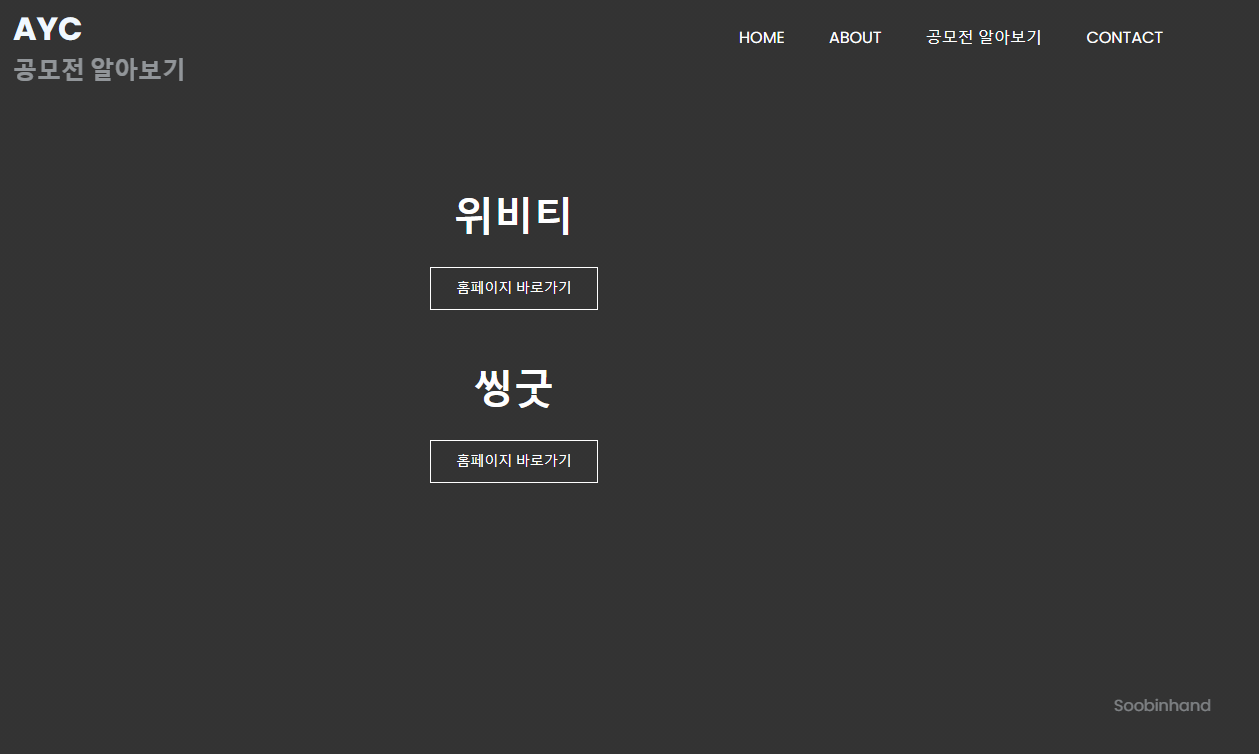 AYC
공모전 알아보기
HOME ABOUT 공모전 알아보기 CONTACT
위비티
홈페이지 바로가기
씽굿
홈페이지 바로가기
Soobinhand